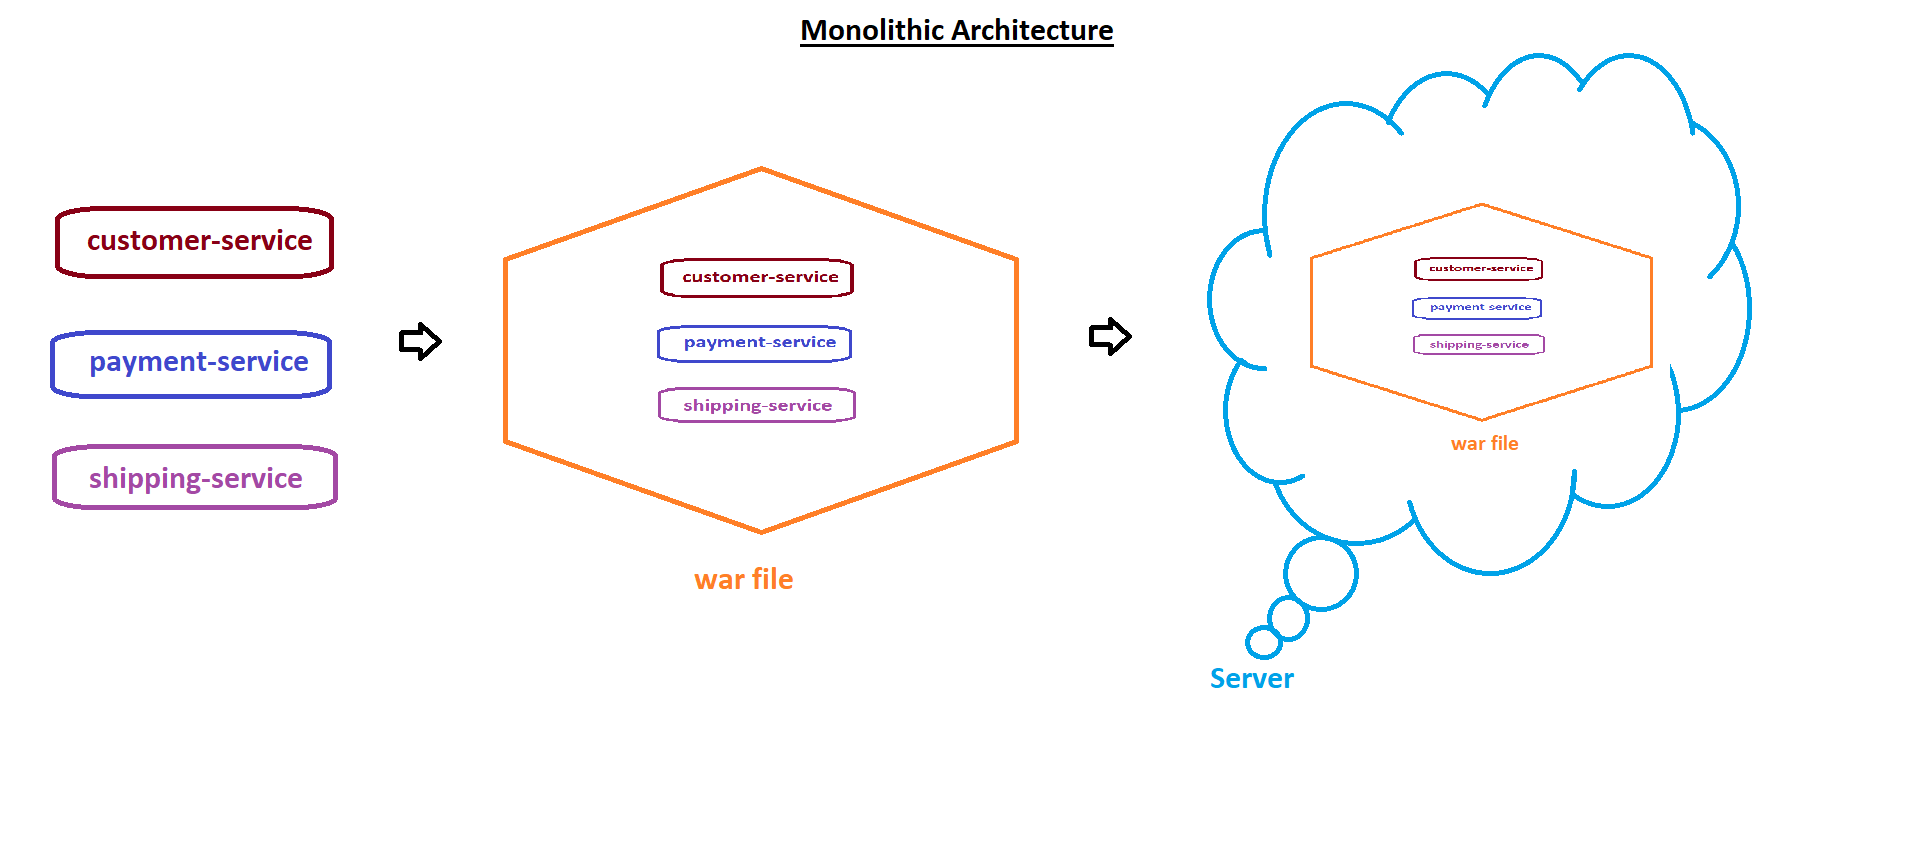 Monolithic Architecture
customer-service
payment-service
shipping-service
customer-service
payment-service
shipping-service
war file
customer-service
payment service
shipping-service
war file
Server